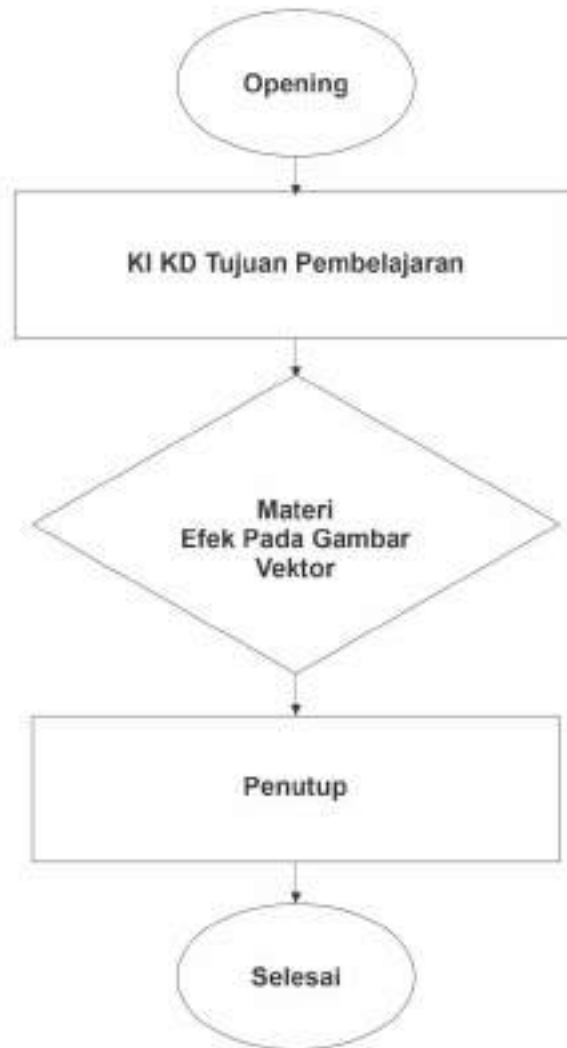 Opening
KI KD Tujuan Pembelajaran
Materi
Efek Pada Gambar
Vektor
Penutup
Selesai